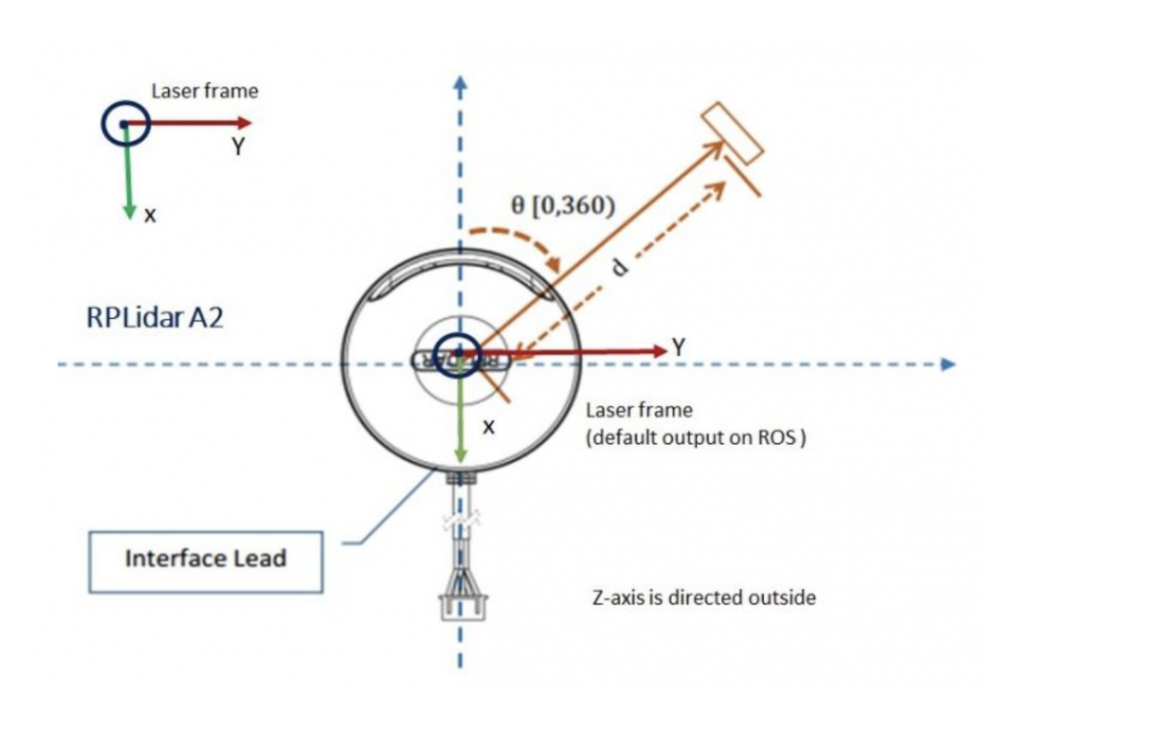 Laser frame
Y
x
θ [0,360)
d
RPLidar A2
Y
x
Laser frame
(default output on ROS)
Interface Lead
Z-axis is directed outside